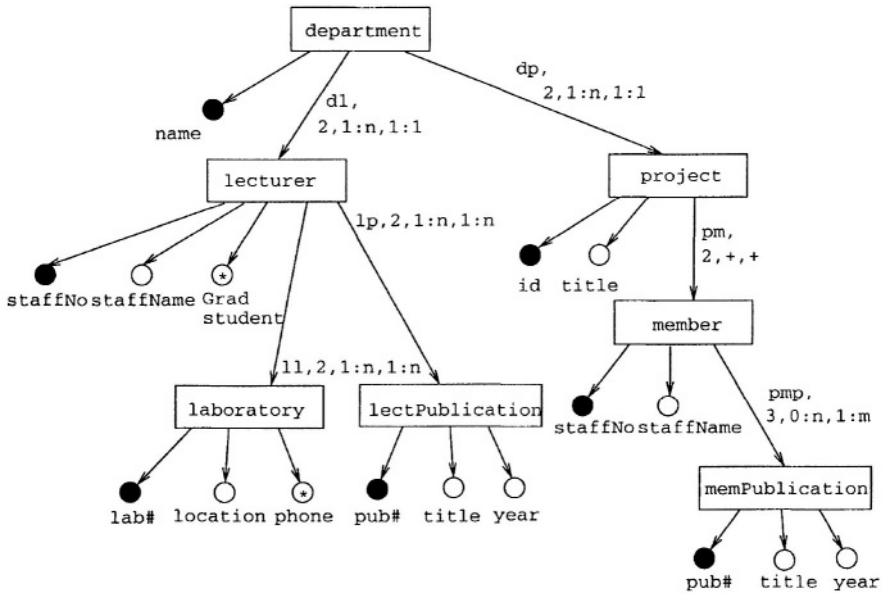 department
dp,
2,1:n,1:1
name
dl,
2,1:n,1:1
lecturer
project
lp,2,1:n,1:n
pm,
2,+,+
staffNo staffName Grad
student
id title
member
ll,2,1:n,1:n
laboratory
lectPublication
pmp,
3,0:n,1:m
staffNo staffName
lab# location phone
pub# title year
memPublication
pub# title year